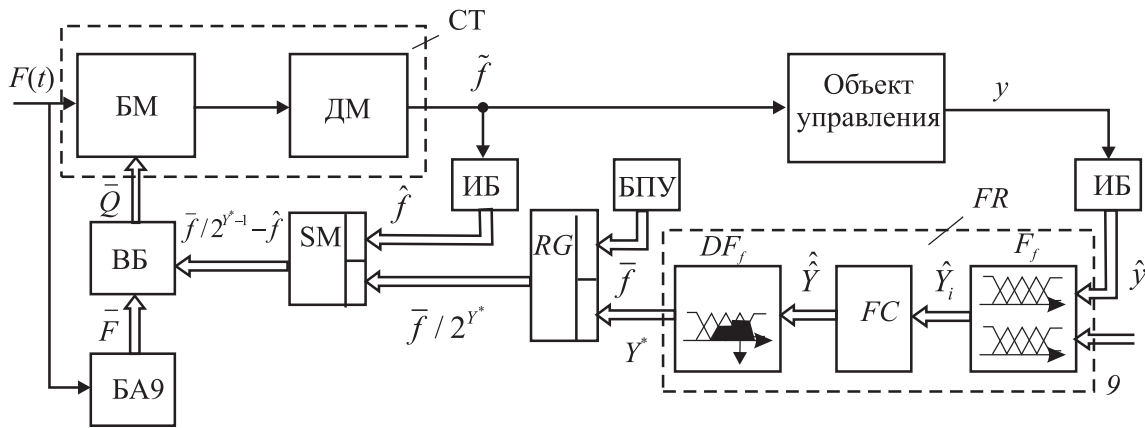 СТ
F(t)
БМ
ДМ
f̃
Объект
управления
y
ИБ
БПУ
ИБ
Q̄
f̄/2^{Y*–1} – f̂
SM
f̂
RG
FR
DF_f
F_f
ВБ
f̄
Ŷ̂
FC
Ŷ_i
ŷ
F̄
f̄/2^{Y*}
Y*
БА9
9